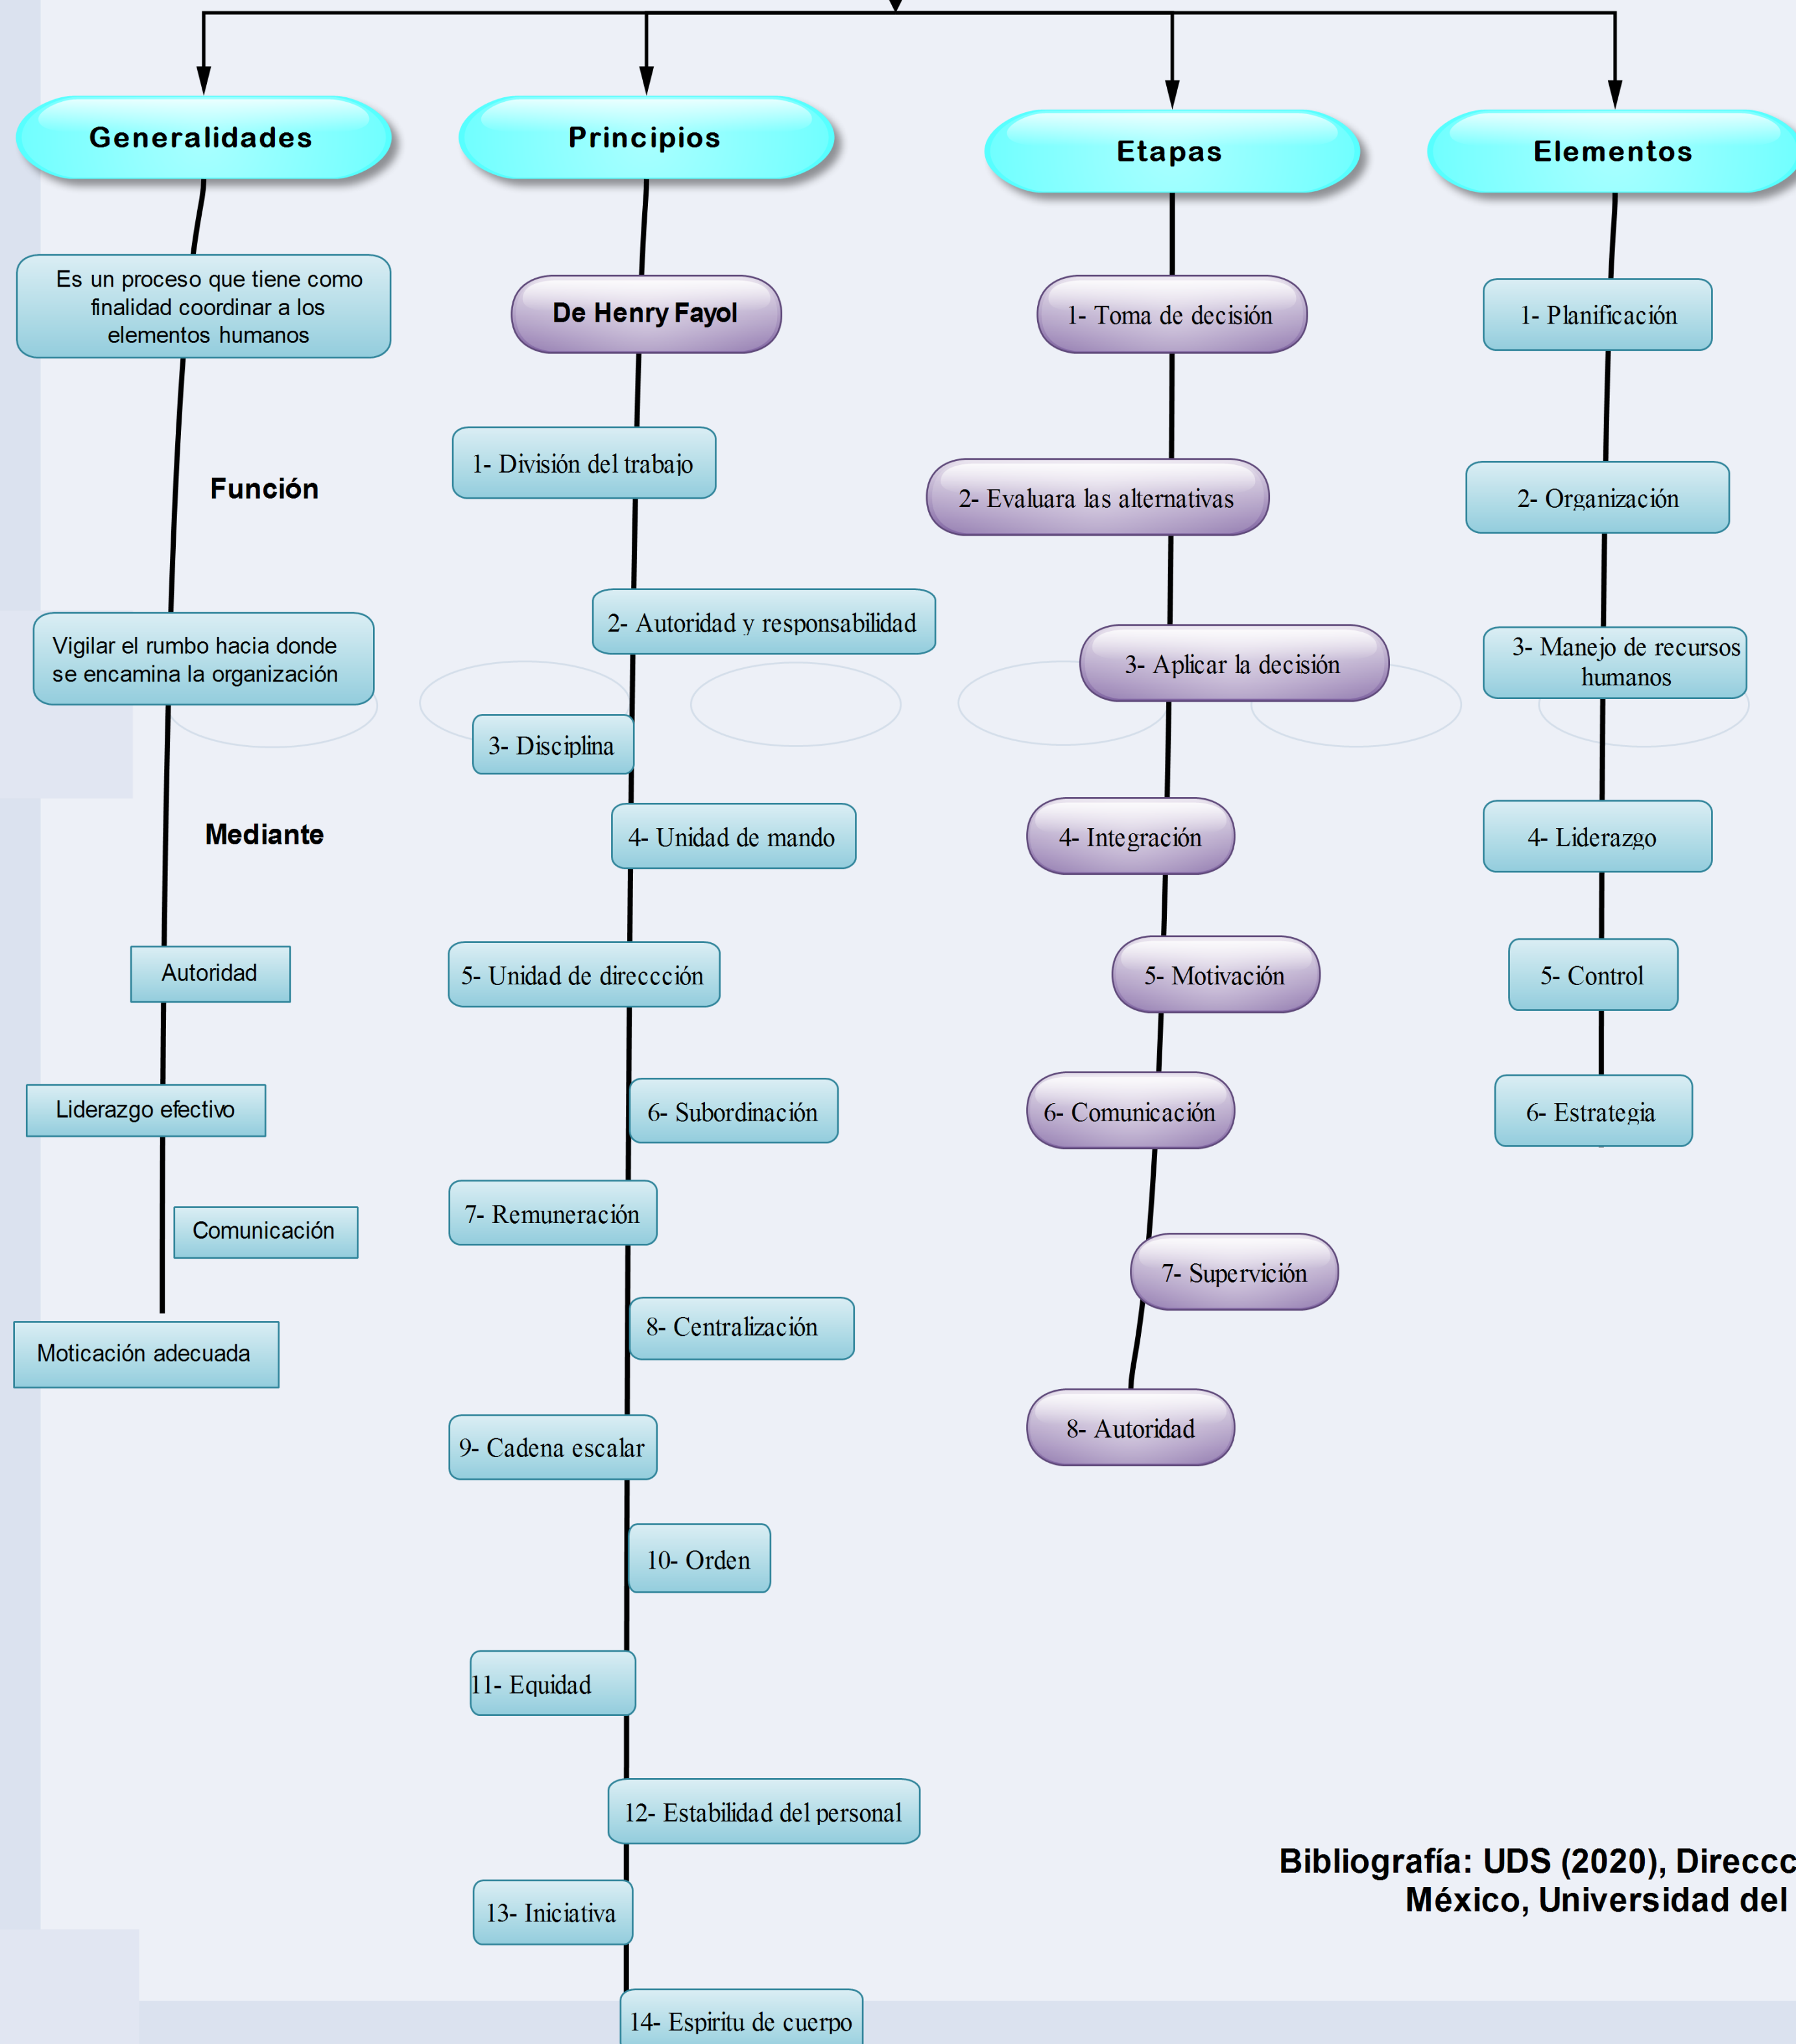 Generalidades
Es un proceso que tiene como
finalidad coordinar a los
elementos humanos
Función
Vigilar el rumbo hacia donde
se encamina la organización
Mediante
Autoridad
Liderazgo efectivo
Comunicación
Moticación adecuada
Principios
De Henry Fayol
1- División del trabajo
2- Autoridad y responsabilidad
3- Disciplina
4- Unidad de mando
5- Unidad de direccción
6- Subordinación
7- Remuneración
8- Centralización
9- Cadena escalar
10- Orden
11- Equidad
12- Estabilidad del personal
13- Iniciativa
14- Espiritu de cuerpo
Etapas
1- Toma de decisión
2- Evaluara las alternativas
3- Aplicar la decisión
4- Integración
5- Motivación
6- Comunicación
7- Supervición
8- Autoridad
Elementos
1- Planificación
2- Organización
3- Manejo de recursos
humanos
4- Liderazgo
5- Control
6- Estrategia
Bibliografía: UDS (2020), Direccc
México, Universidad del